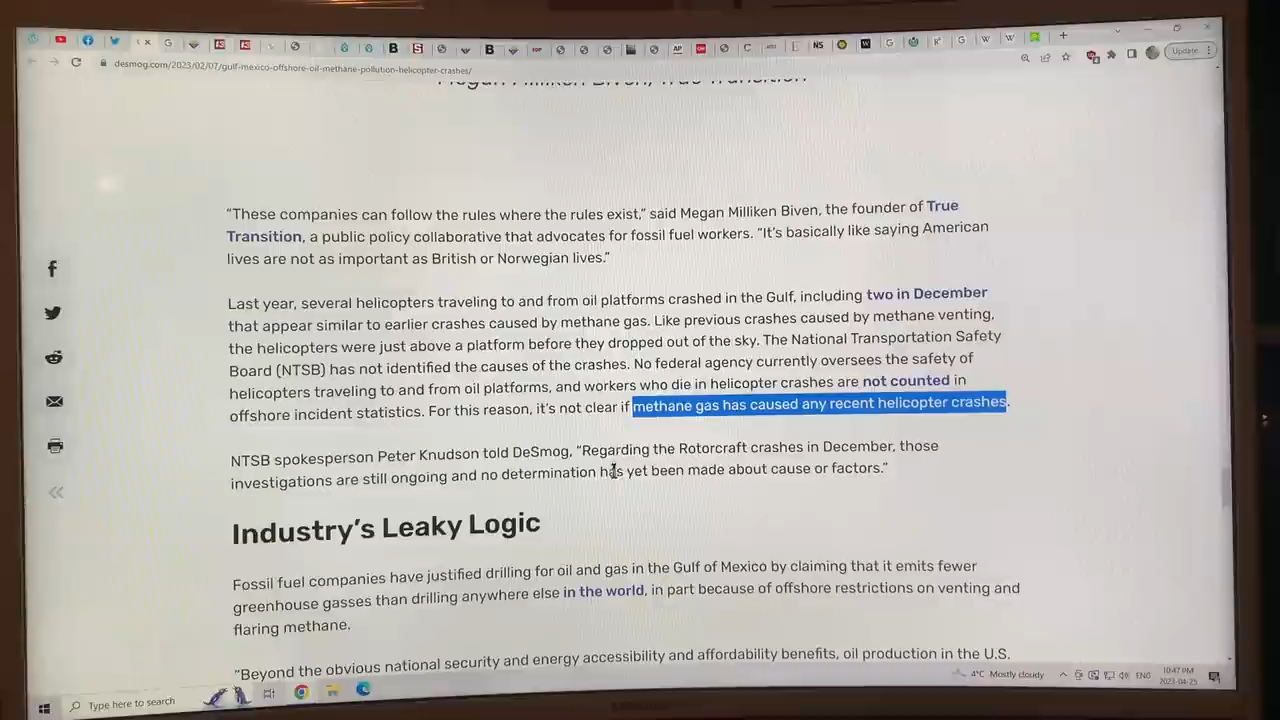 desmog.com/2023/02/07/gulf-mexico-offshore-oil-methane-pollution-helicopter-crashes/
Update
Megan Milliken Biven, True Transition
“These companies can follow the rules where the rules exist,” said Megan Milliken Biven, the founder of True
Transition, a public policy collaborative that advocates for fossil fuel workers. “It’s basically like saying American
lives are not as important as British or Norwegian lives.”
Last year, several helicopters traveling to and from oil platforms crashed in the Gulf, including two in December
that appear similar to earlier crashes caused by methane gas. Like previous crashes caused by methane venting,
the helicopters were just above a platform before they dropped out of the sky. The National Transportation Safety
Board (NTSB) has not identified the causes of the crashes. No federal agency currently oversees the safety of
helicopters traveling to and from oil platforms, and workers who die in helicopter crashes are not counted in
offshore incident statistics. For this reason, it’s not clear if methane gas has caused any recent helicopter crashes.
NTSB spokesperson Peter Knudson told DeSmog, “Regarding the Rotorcraft crashes in December, those
investigations are still ongoing and no determination has yet been made about cause or factors.”
Industry’s Leaky Logic
Fossil fuel companies have justified drilling for oil and gas in the Gulf of Mexico by claiming that it emits fewer
greenhouse gasses than drilling anywhere else in the world, in part because of offshore restrictions on venting and
flaring methane.
“Beyond the obvious national security and energy accessibility and affordability benefits, oil production in the U.S.
Type here to search
4°C Mostly cloudy
ENG
10:47 PM
2023-04-25